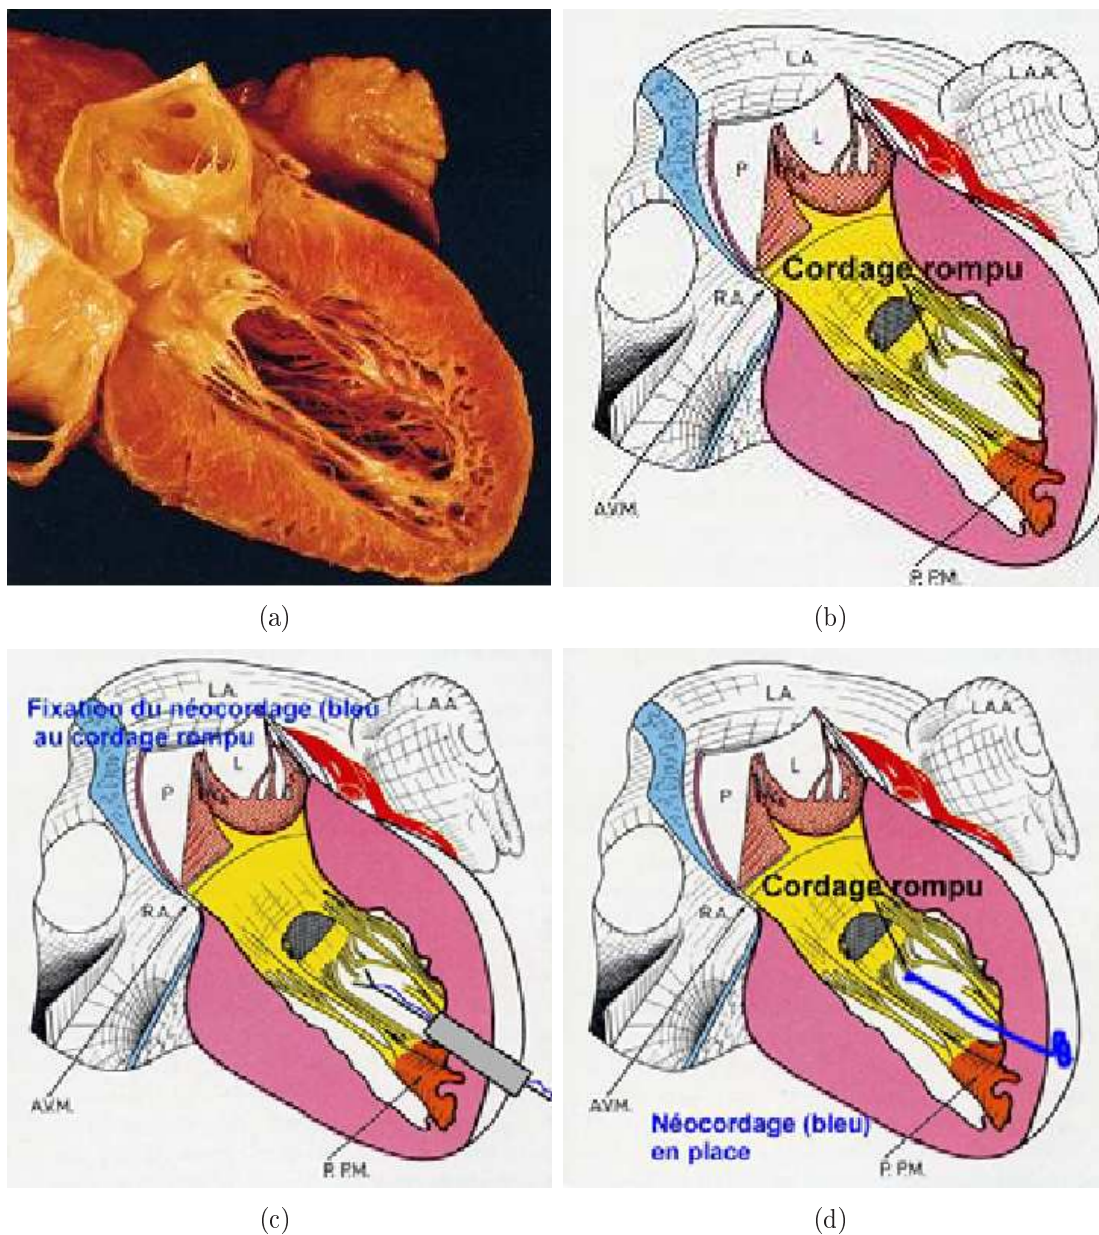 L.A.
L.A.A.
L
P
Cordage rompu
R.A.
A.V.M.
P. P.M.
(a)
(b)
L.A.
Fixation du néocordage (bleu
au cordage rompu
L.A.A.
L
P
R.A.
A.V.M.
P. P.M.
L.A.
L.A.A.
L
P
Cordage rompu
R.A.
A.V.M.
Néocordage (bleu)
en place
P. P.M.
(c)
(d)